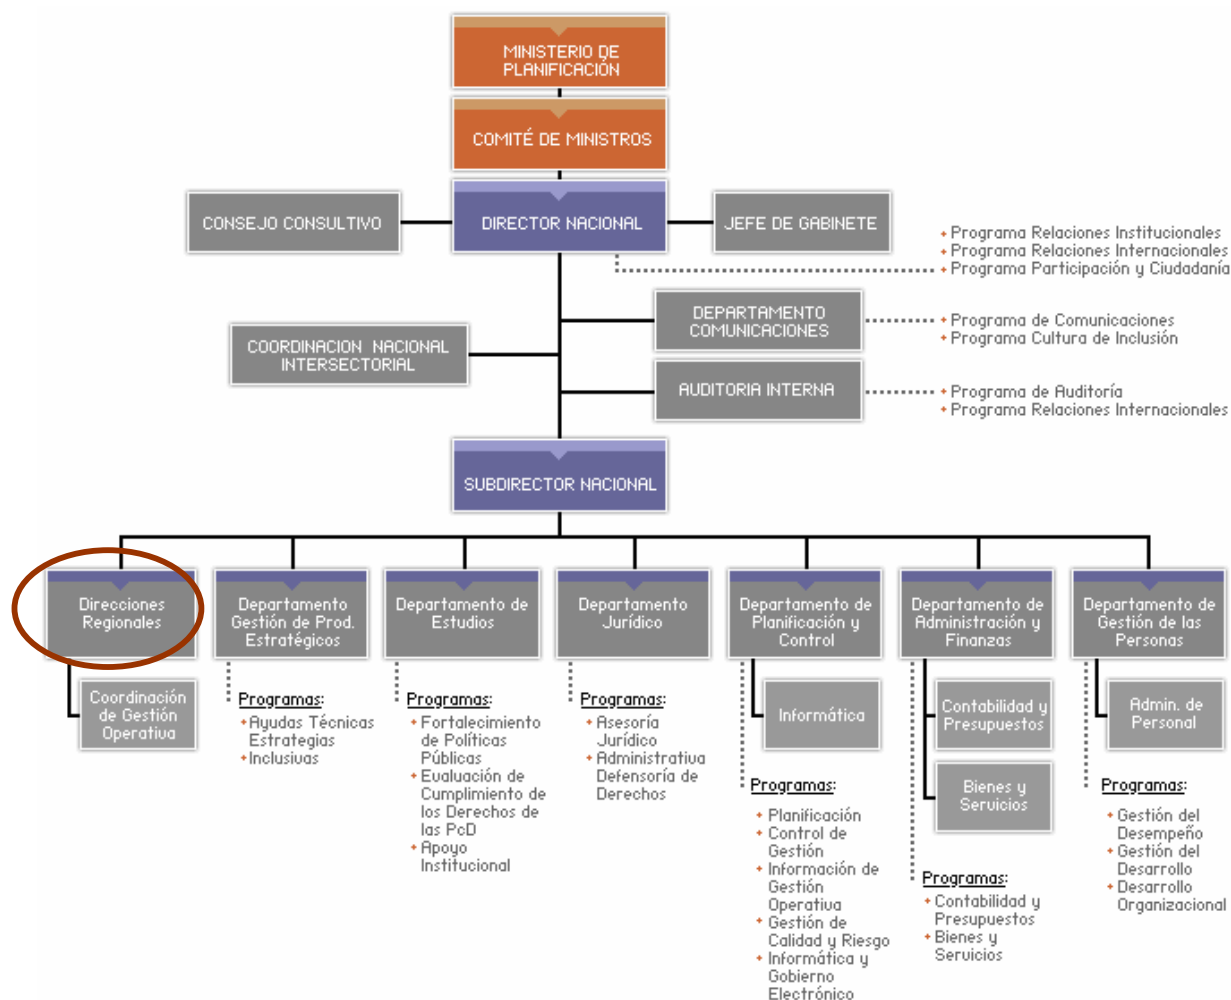 MINISTERIO DE
PLANIFICACIÓN
COMITÉ DE MINISTROS
CONSEJO CONSULTIVO
DIRECTOR NACIONAL
JEFE DE GABINETE
Programa Relaciones Institucionales
Programa Relaciones Internacionales
Programa Participación y Ciudadanía
DEPARTAMENTO
COMUNICACIONES
Programa de Comunicaciones
Programa Cultura de Inclusión
COORDINACION NACIONAL
INTERSECTORIAL
AUDITORIA INTERNA
Programa de Auditoría
Programa Relaciones Internacionales
SUBDIRECTOR NACIONAL
Direcciones
Regionales
Coordinación
de Gestión
Operativa
Departamento
Gestión de Prod.
Estratégicos
Programas:
Ayudas Técnicas
Estrategias
Inclusivas
Departamento de
Estudios
Programas:
Fortalecimiento
de Políticas
Públicas
Evaluación de
Cumplimiento de
los Derechos de
las PcD
Apoyo
Institucional
Departamento
Jurídico
Programas:
Asesoría
Jurídico
Administrativa
Defensoría de
Derechos
Departamento de
Planificación y
Control
Informática
Programas:
Planificación
Control de
Gestión
Información de
Gestión
Operativa
Gestión de
Calidad y Riesgo
Informática y
Gobierno
Electrónico
Departamento de
Administración y
Finanzas
Contabilidad y
Presupuestos
Bienes y
Servicios
Programas:
Contabilidad y
Presupuestos
Bienes y
Servicios
Departamento de
Gestión de las
Personas
Admin. de
Personal
Programas:
Gestión del
Desempeño
Gestión del
Desarrollo
Desarrollo
Organizacional